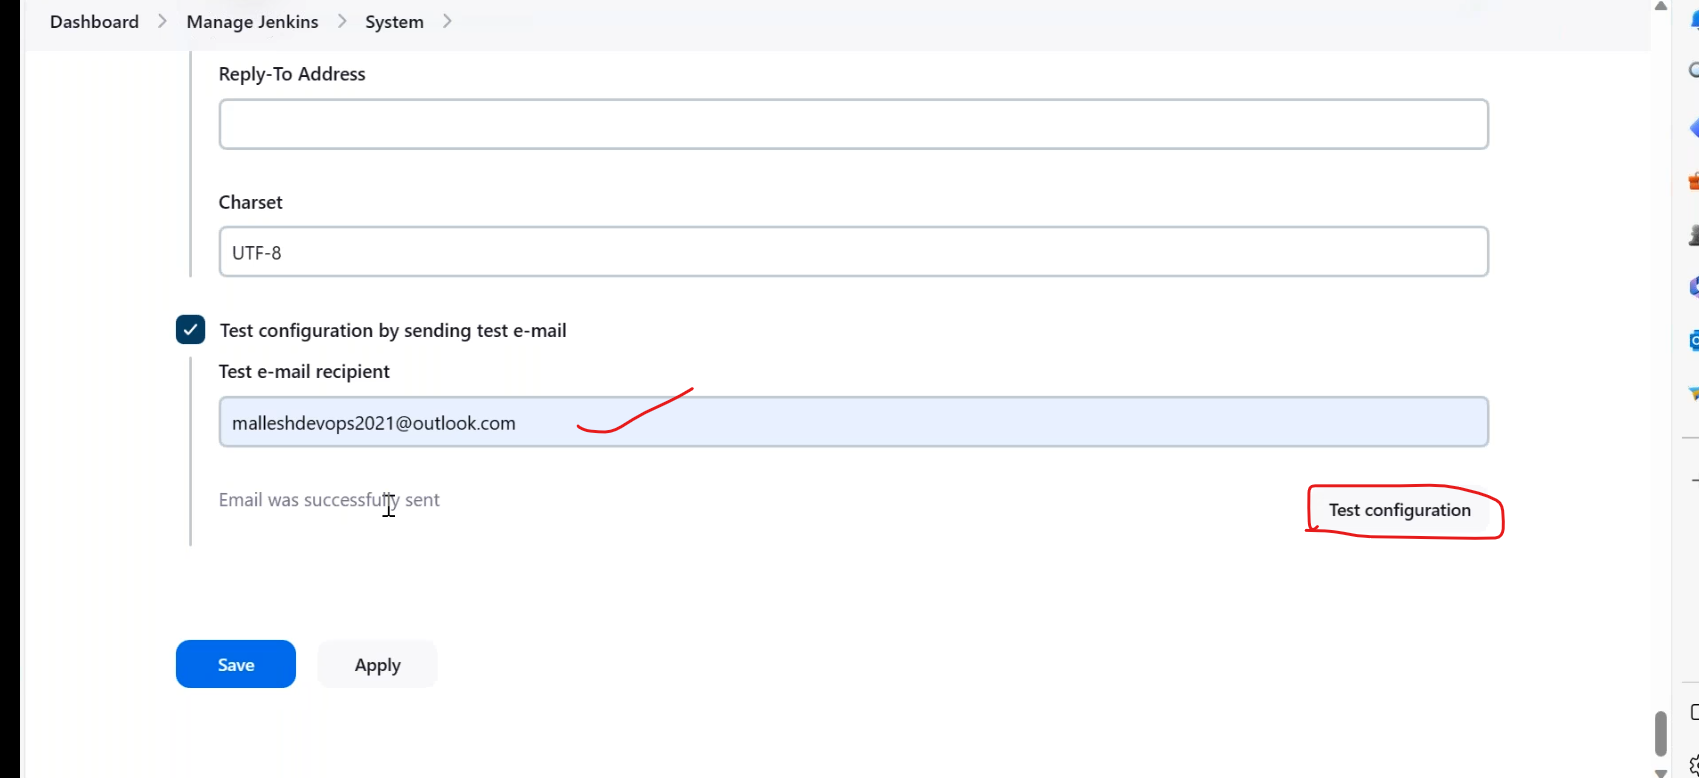 Dashboard > Manage Jenkins > System >
Reply-To Address
Charset
UTF-8
Test configuration by sending test e-mail
Test e-mail recipient
malleshdevops2021@outlook.com
Email was successfully sent
Test configuration
Save Apply